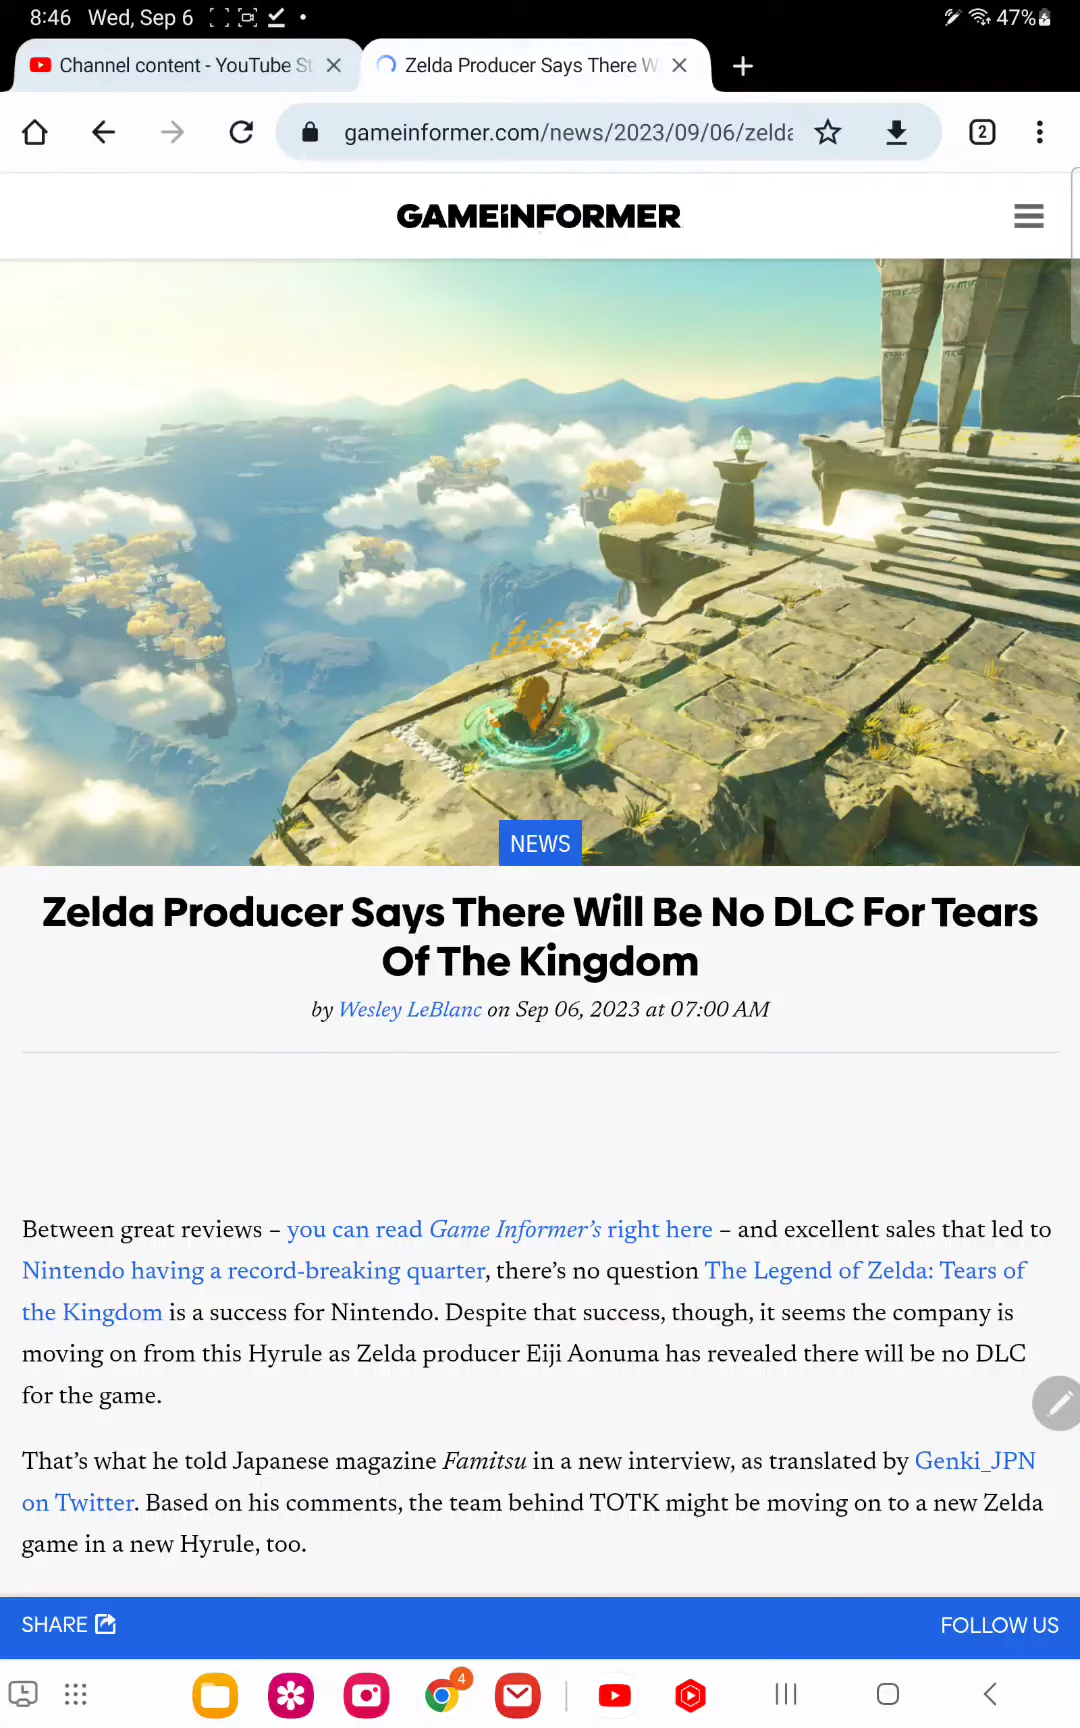 8:46 Wed, Sep 6 47%
Channel content - YouTube St
Zelda Producer Says There W
gameinformer.com/news/2023/09/06/zelda
2
GAMEINFORMER
NEWS
Zelda Producer Says There Will Be No DLC For Tears
Of The Kingdom
by Wesley LeBlanc on Sep 06, 2023 at 07:00 AM
Between great reviews – you can read Game Informer's right here – and excellent sales that led to
Nintendo having a record-breaking quarter, there's no question The Legend of Zelda: Tears of
the Kingdom is a success for Nintendo. Despite that success, though, it seems the company is
moving on from this Hyrule as Zelda producer Eiji Aonuma has revealed there will be no DLC
for the game.
That's what he told Japanese magazine Famitsu in a new interview, as translated by Genki_JPN
on Twitter. Based on his comments, the team behind TOTK might be moving on to a new Zelda
game in a new Hyrule, too.
SHARE
FOLLOW US
4